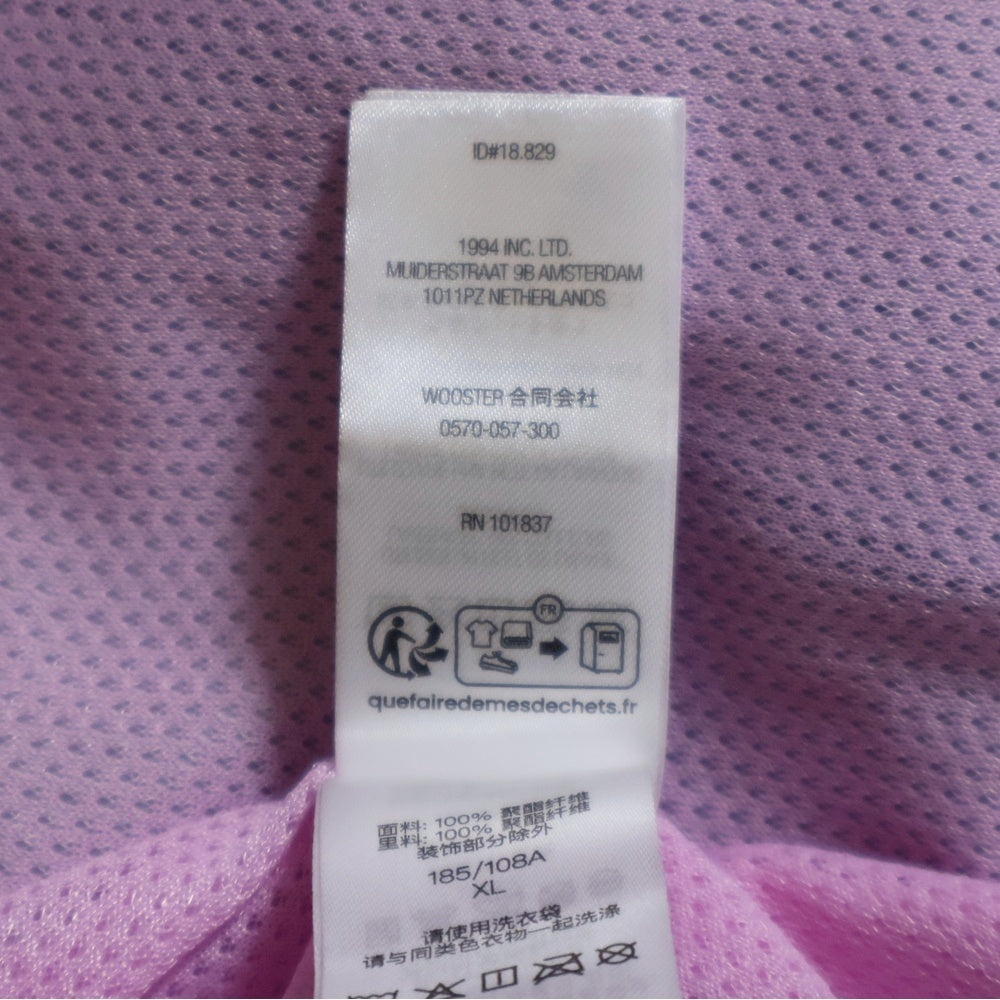 ID#18.829
1994 INC. LTD.
MUIDERSTRAAT 9B AMSTERDAM
1011PZ NETHERLANDS
WOOSTER 合同会社
0570-057-300
RN 101837
FR
quefairedemesdechets.fr
面料: 100% 聚酯纤维
里料: 100% 聚酯纤维
装饰部分除外
185/108A
XL
请使用洗衣袋
请与同类色衣物一起洗涤